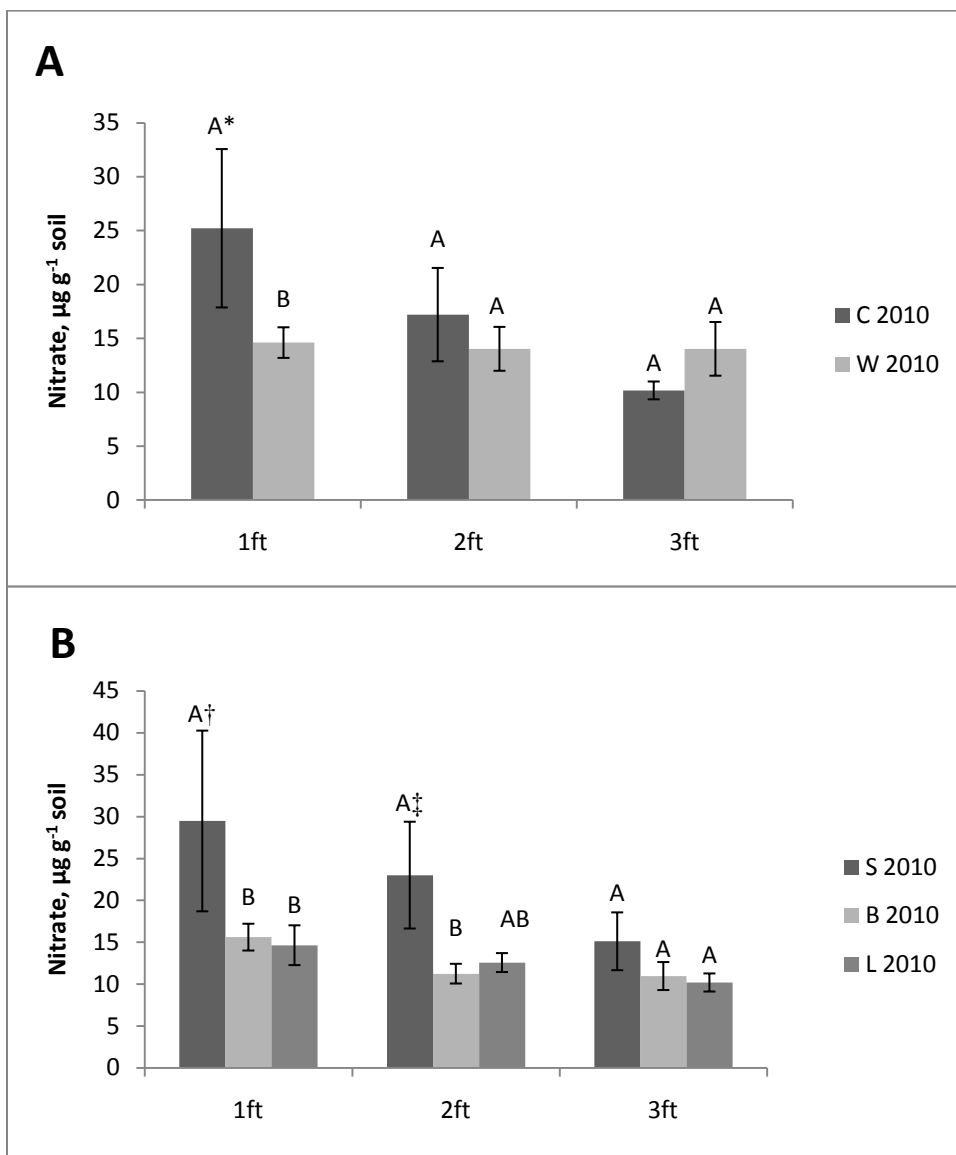 A
Nitrate, µg g⁻¹ soil
35
30
25
20
15
10
5
0
A*
B
A
A
A
A
1ft
2ft
3ft
C 2010
W 2010
B
Nitrate, µg g⁻¹ soil
45
40
35
30
25
20
15
10
5
0
A†
B
B
A‡
B
AB
A
A
A
1ft
2ft
3ft
S 2010
B 2010
L 2010